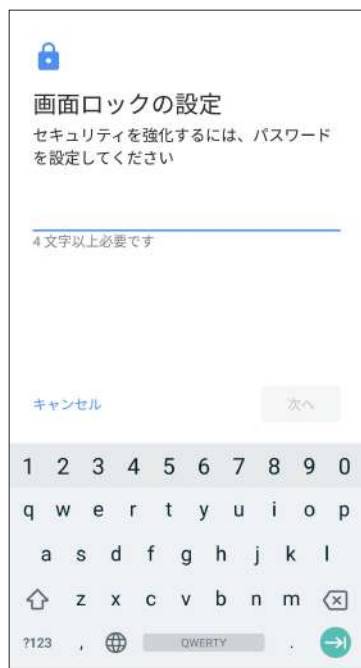 画面ロックの設定
セキュリティを強化するには、パスワード
を設定してください
4 文字以上必要です
キャンセル 次へ
1 2 3 4 5 6 7 8 9 0
q w e r t y u i o p
a s d f g h j k l
z x c v b n m
?123 , QWERTY .